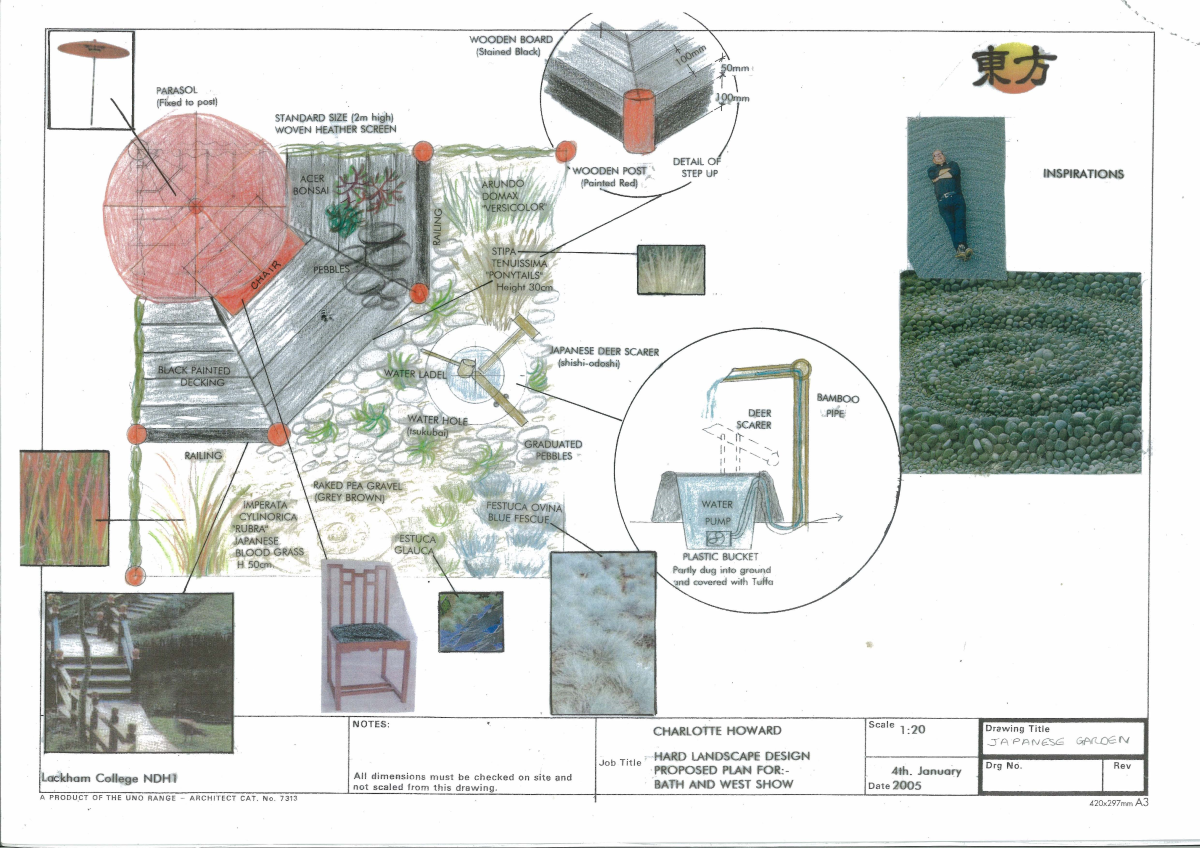 WOODEN BOARD
(Stained Black)
100mm
50mm
100mm
WOODEN POST
(Painted Red)
DETAIL OF
STEP UP
東方
INSPIRATIONS
PARASOL
(Fixed to post)
STANDARD SIZE (2m high)
WOVEN HEATHER SCREEN
ACER
BONSAI
RAILING
ARUNDO
DOMAX
"VERSICOLOR"
CHAIR
PEBBLES
STIPA
TENUISSIMA
"PONYTAILS"
Height 30cm
BLACK PAINTED
DECKING
WATER LADEL
JAPANESE DEER SCARER
(shishi-odoshi)
WATER HOLE
(tsukubai)
GRADUATED
PEBBLES
BAMBOO
PIPE
DEER
SCARER
WATER
PUMP
PLASTIC BUCKET
Partly dug into ground
and covered with Tuffa
RAILING
RAKED PEA GRAVEL
(GREY BROWN)
IMPERATA
CYLINORICA
"RUBRA"
JAPANESE
BLOOD GRASS
H 50cm.
FESTUCA OVINA
BLUE FESCUE
ESTUCA
GLAUCA
Lackham College NDH1
NOTES:
All dimensions must be checked on site and
not scaled from this drawing.
Job Title
CHARLOTTE HOWARD
HARD LANDSCAPE DESIGN
PROPOSED PLAN FOR:-
BATH AND WEST SHOW
Scale 1:20
4th. January
Date 2005
Drawing Title
JAPANESE GARDEN
Drg No.
Rev
A PRODUCT OF THE UNO RANGE – ARCHITECT CAT. No. 7313
1
420x297mm A3